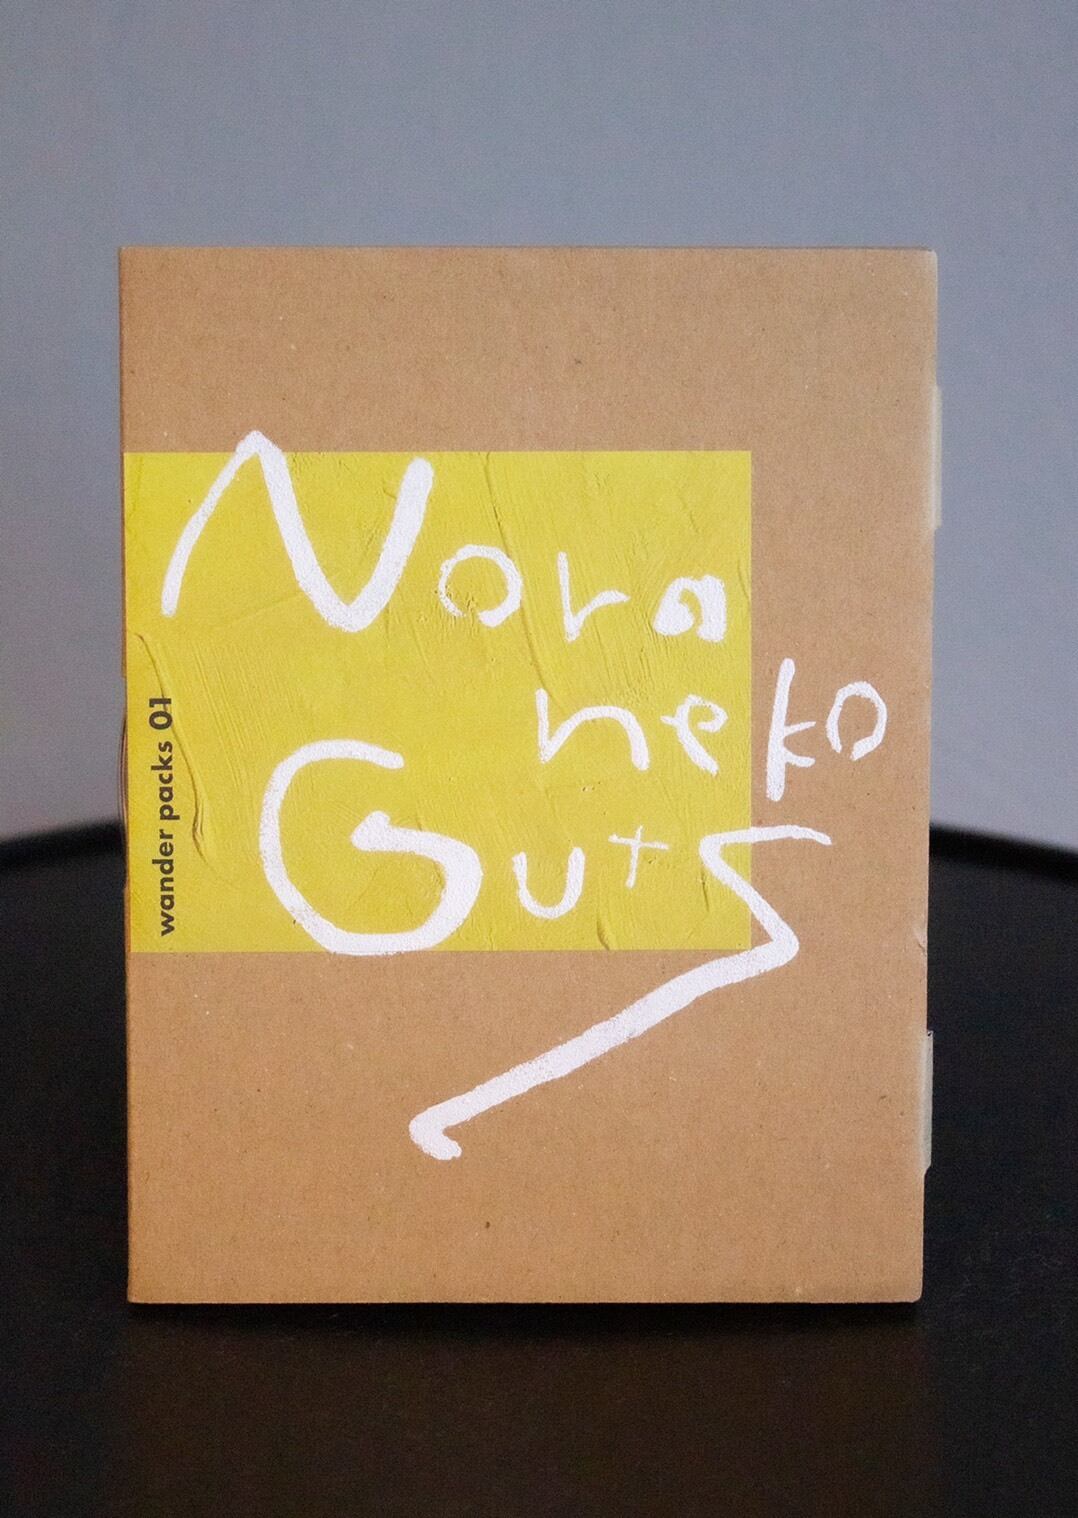 Nora
neko
Guts
wander packs 01